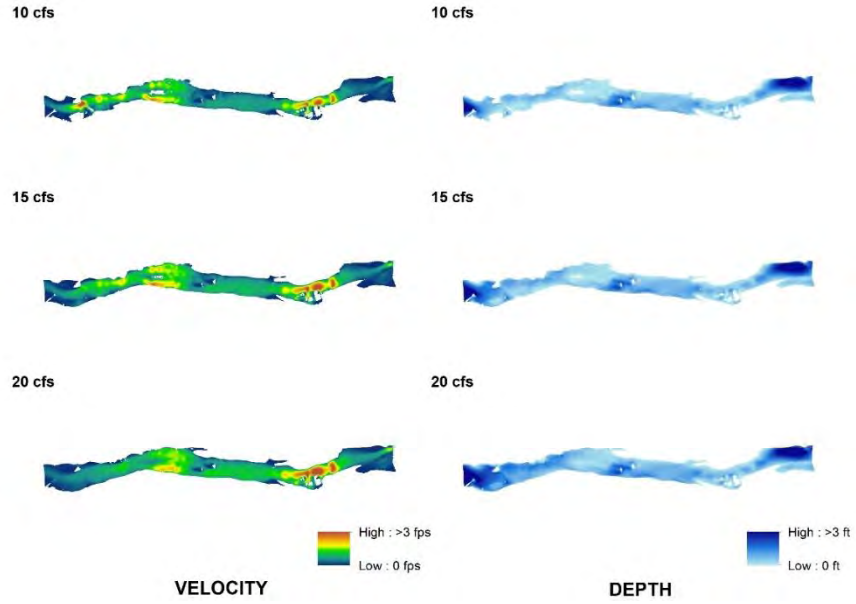 10 cfs
10 cfs
15 cfs
15 cfs
20 cfs
20 cfs
High : >3 fps
Low : 0 fps
High : >3 ft
Low : 0 ft
VELOCITY
DEPTH